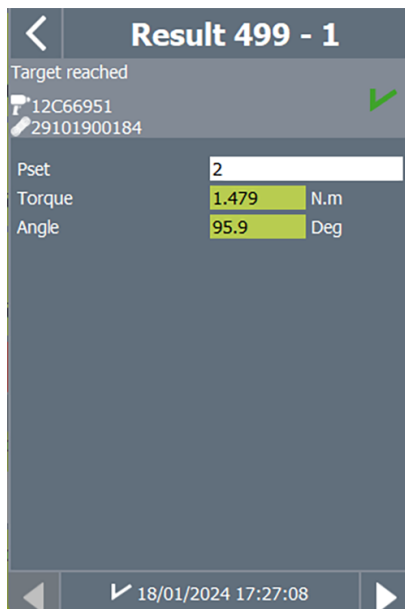 Result 499 - 1
Target reached
12C66951
29101900184
Pset 2
Torque 1.479 N.m
Angle 95.9 Deg
18/01/2024 17:27:08